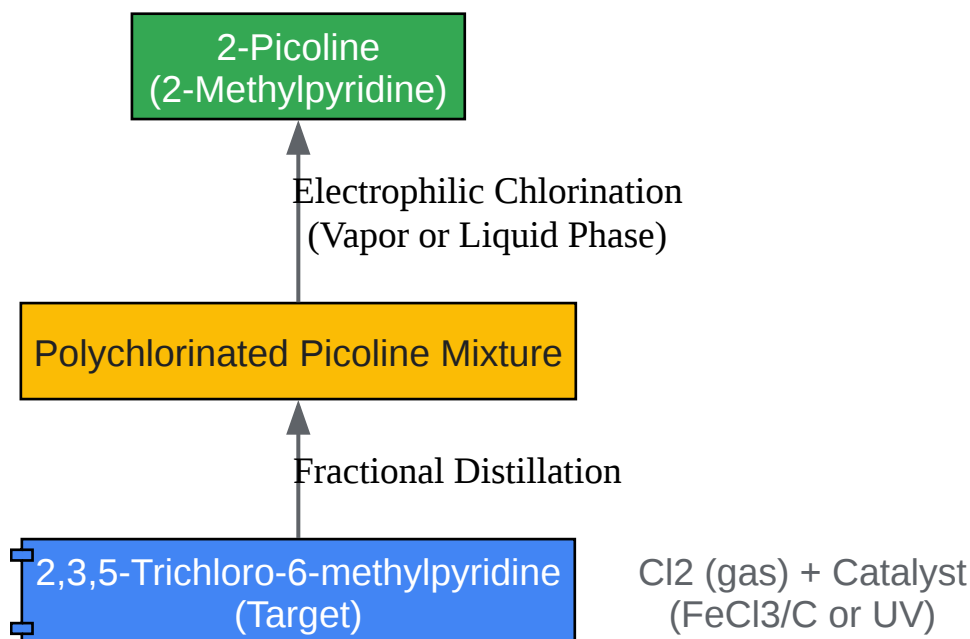 2-Picoline
(2-Methylpyridine)
Electrophilic Chlorination
(Vapor or Liquid Phase)
Polychlorinated Picoline Mixture
Fractional Distillation
2,3,5-Trichloro-6-methylpyridine
(Target)
Cl2 (gas) + Catalyst
(FeCl3/C or UV)